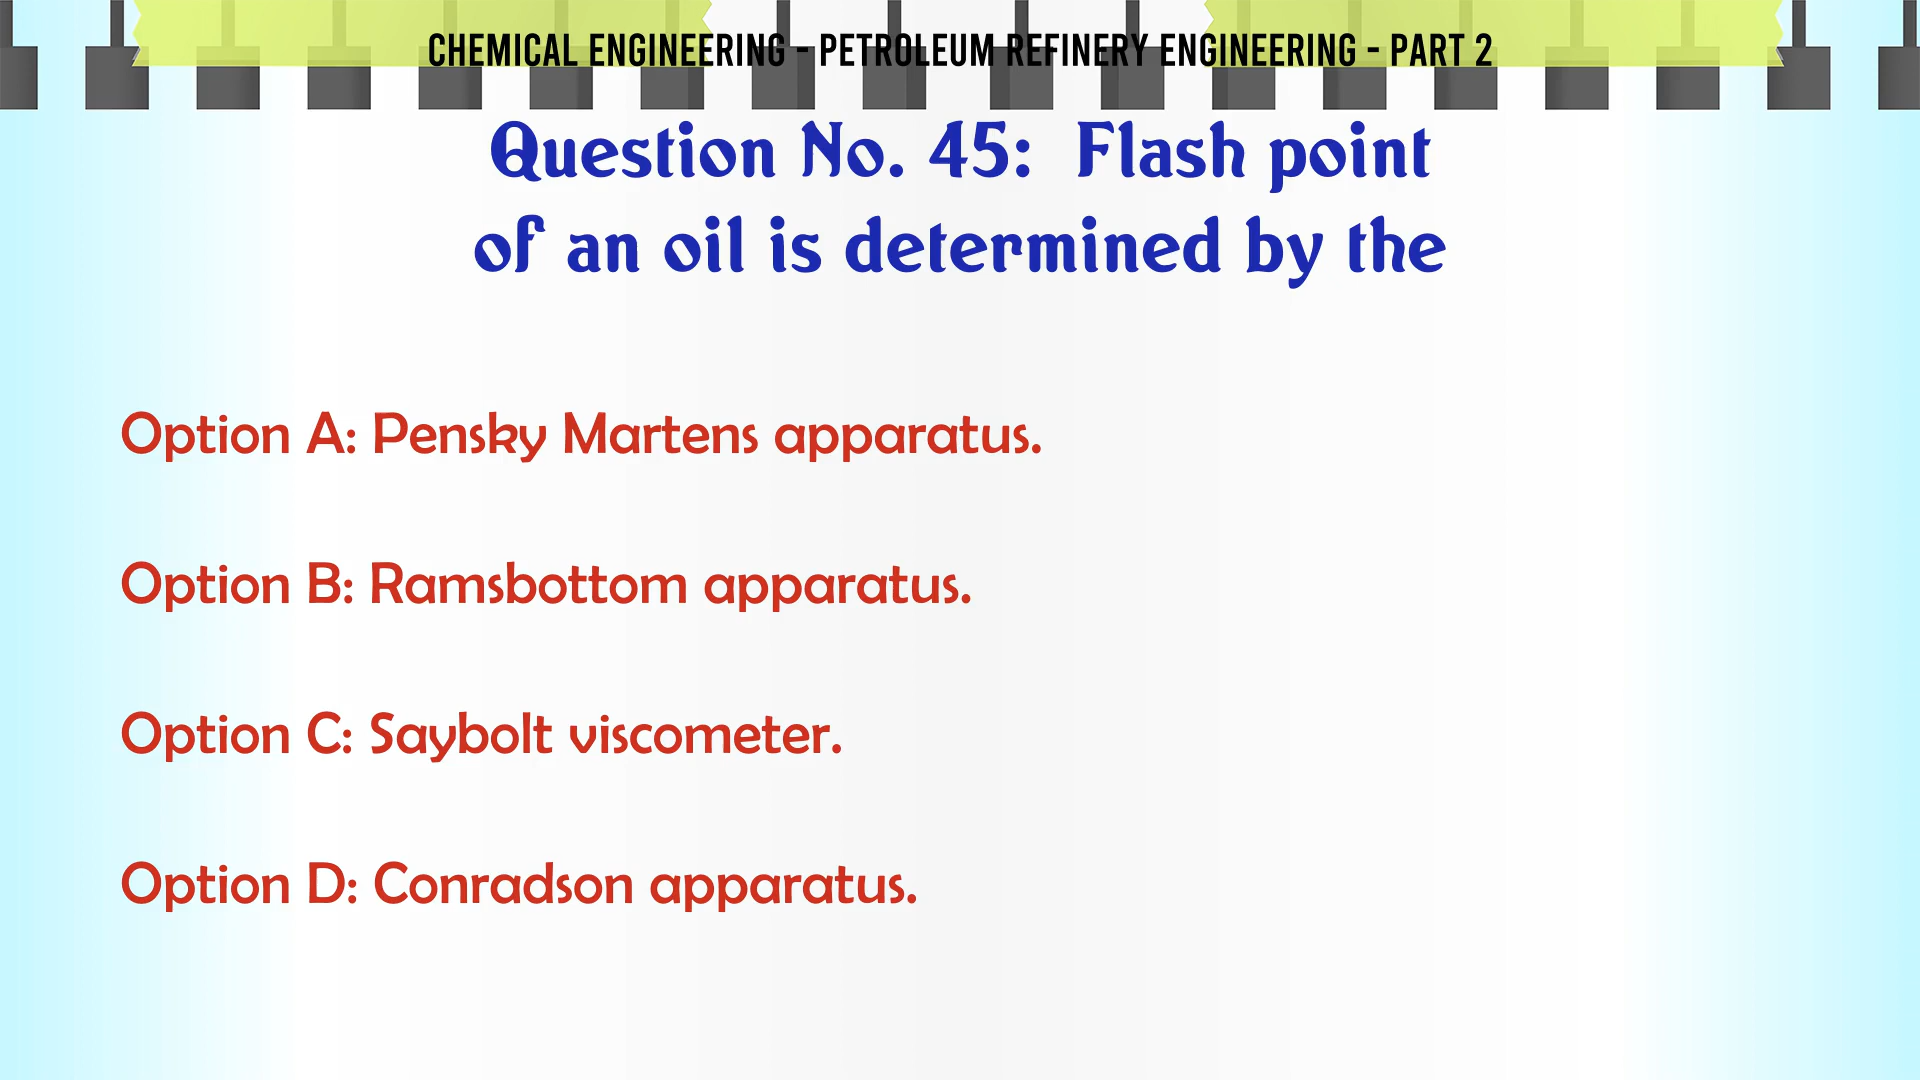 CHEMICAL ENGINEERING - PETROLEUM REFINERY ENGINEERING - PART 2
Question No. 45: Flash point
of an oil is determined by the
Option A: Pensky Martens apparatus.
Option B: Ramsbottom apparatus.
Option C: Saybolt viscometer.
Option D: Conradson apparatus.